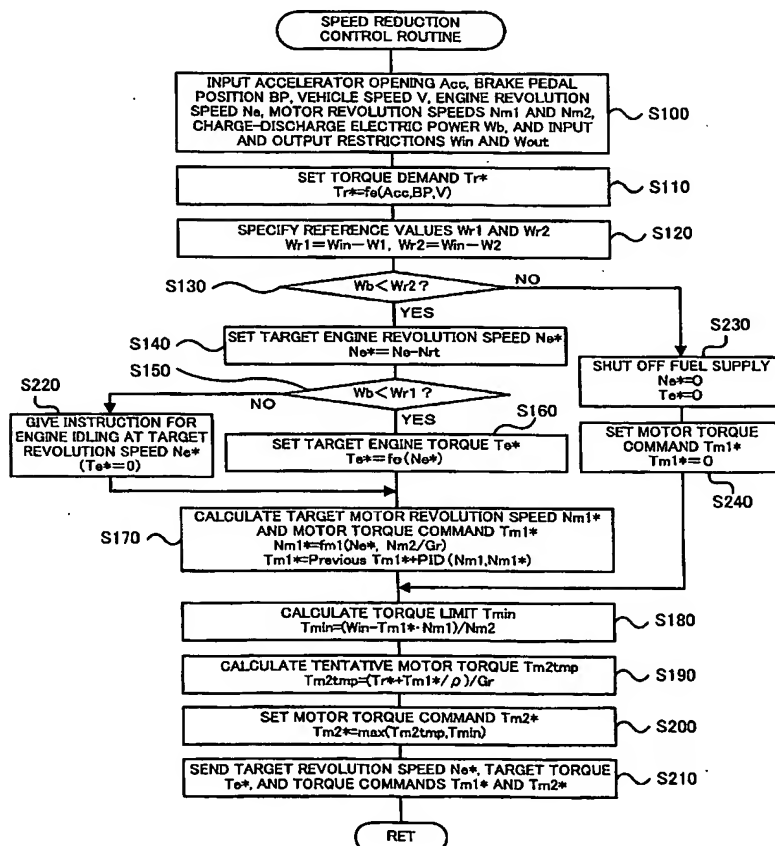 SPEED REDUCTION
CONTROL ROUTINE
INPUT ACCELERATOR OPENING Acc, BRAKE PEDAL
POSITION BP, VEHICLE SPEED V, ENGINE REVOLUTION
SPEED Ne, MOTOR REVOLUTION SPEEDS Nm1 AND Nm2,
CHARGE-DISCHARGE ELECTRIC POWER Wb, AND INPUT
AND OUTPUT RESTRICTIONS Win AND Wout
S100
SET TORQUE DEMAND Tr*
Tr*=fe(Acc,BP,V)
S110
SPECIFY REFERENCE VALUES Wr1 AND Wr2
Wr1=Win-W1, Wr2=Win-W2
S120
S130
Wb<Wr2?
NO
YES
S140
SET TARGET ENGINE REVOLUTION SPEED Ne*
Ne*=Ne-Nrt
S230
SHUT OFF FUEL SUPPLY
Ne*=0
Te*=0
S150
Wb<Wr1?
NO
YES
S220
GIVE INSTRUCTION FOR
ENGINE IDLING AT TARGET
REVOLUTION SPEED Ne*
(Te*=0)
S160
SET TARGET ENGINE TORQUE Te*
Te*=fe(Ne*)
SET MOTOR TORQUE
COMMAND Tm1*
Tm1*=0
S240
S170
CALCULATE TARGET MOTOR REVOLUTION SPEED Nm1*
AND MOTOR TORQUE COMMAND Tm1*
Nm1*=fm1(Ne*, Nm2/Gr)
Tm1*=Previous Tm1*+PID(Nm1,Nm1*)
CALCULATE TORQUE LIMIT Tmin
Tmin=(Win-Tm1*·Nm1)/Nm2
S180
CALCULATE TENTATIVE MOTOR TORQUE Tm2tmp
Tm2tmp=(Tr*+Tm1*/ρ)/Gr
S190
SET MOTOR TORQUE COMMAND Tm2*
Tm2*=max(Tm2tmp,Tmin)
S200
SEND TARGET REVOLUTION SPEED Ne*, TARGET TORQUE
Te*, AND TORQUE COMMANDS Tm1* AND Tm2*
S210
RET